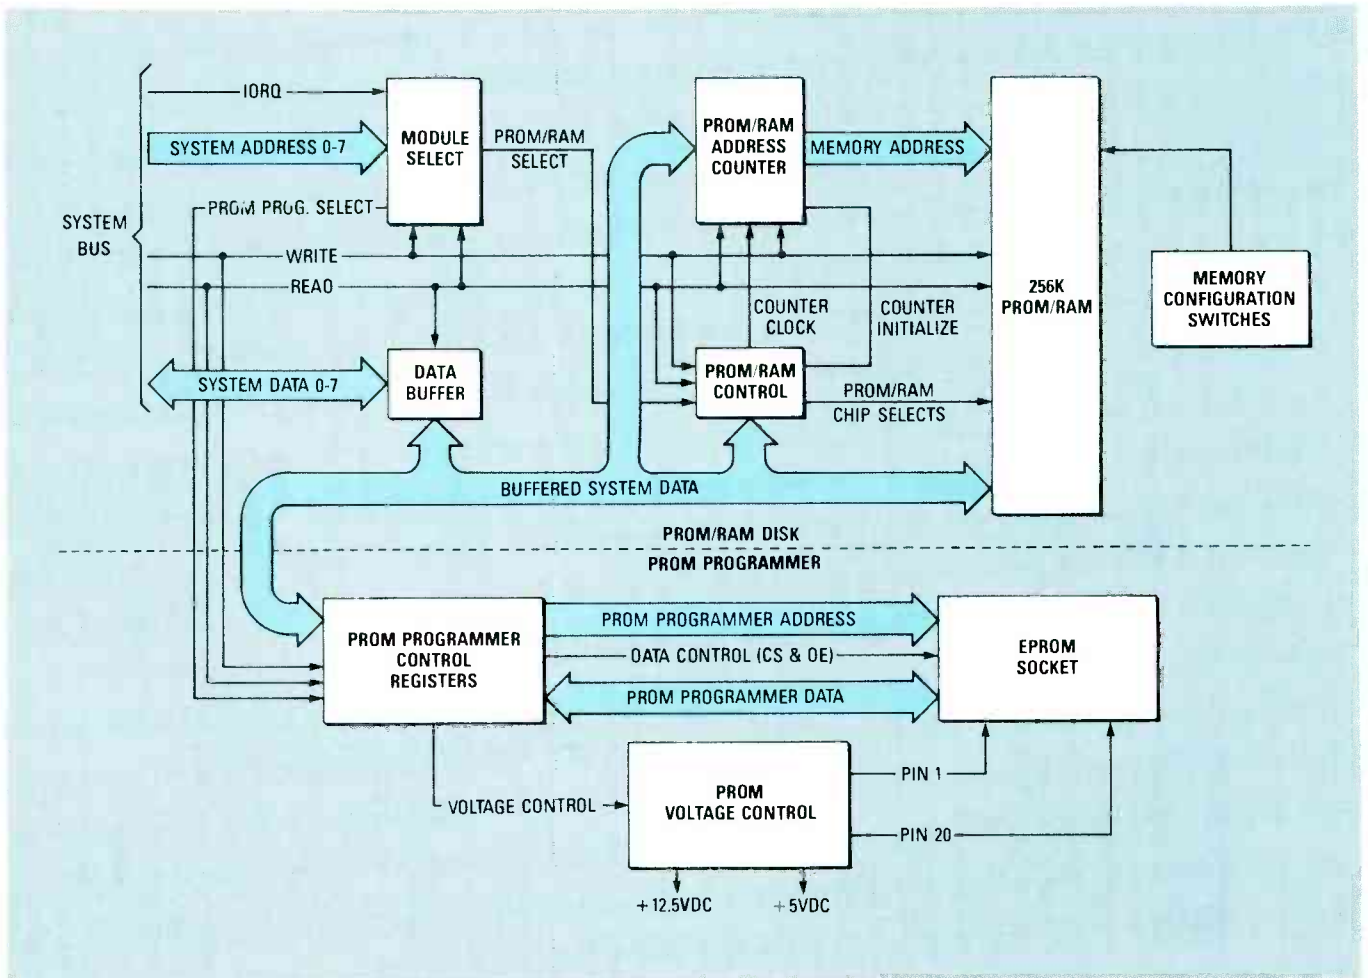 IORQ
SYSTEM ADDRESS 0-7
MODULE
SELECT
PROM/RAM
SELECT
PROM PROG. SELECT
SYSTEM
BUS
WRITE
READ
SYSTEM DATA 0-7
DATA
BUFFER
PROM/RAM
ADDRESS
COUNTER
MEMORY ADDRESS
COUNTER
CLOCK
COUNTER
INITIALIZE
PROM/RAM
CONTROL
PROM/RAM
CHIP SELECTS
256K
PROM/RAM
MEMORY
CONFIGURATION
SWITCHES
BUFFERED SYSTEM DATA
PROM/RAM DISK
PROM PROGRAMMER
PROM PROGRAMMER
CONTROL
REGISTERS
PROM PROGRAMMER ADDRESS
DATA CONTROL (CS & OE)
PROM PROGRAMMER DATA
EPROM
SOCKET
VOLTAGE CONTROL
PROM
VOLTAGE CONTROL
PIN 1
PIN 20
+12.5VDC
+5VDC